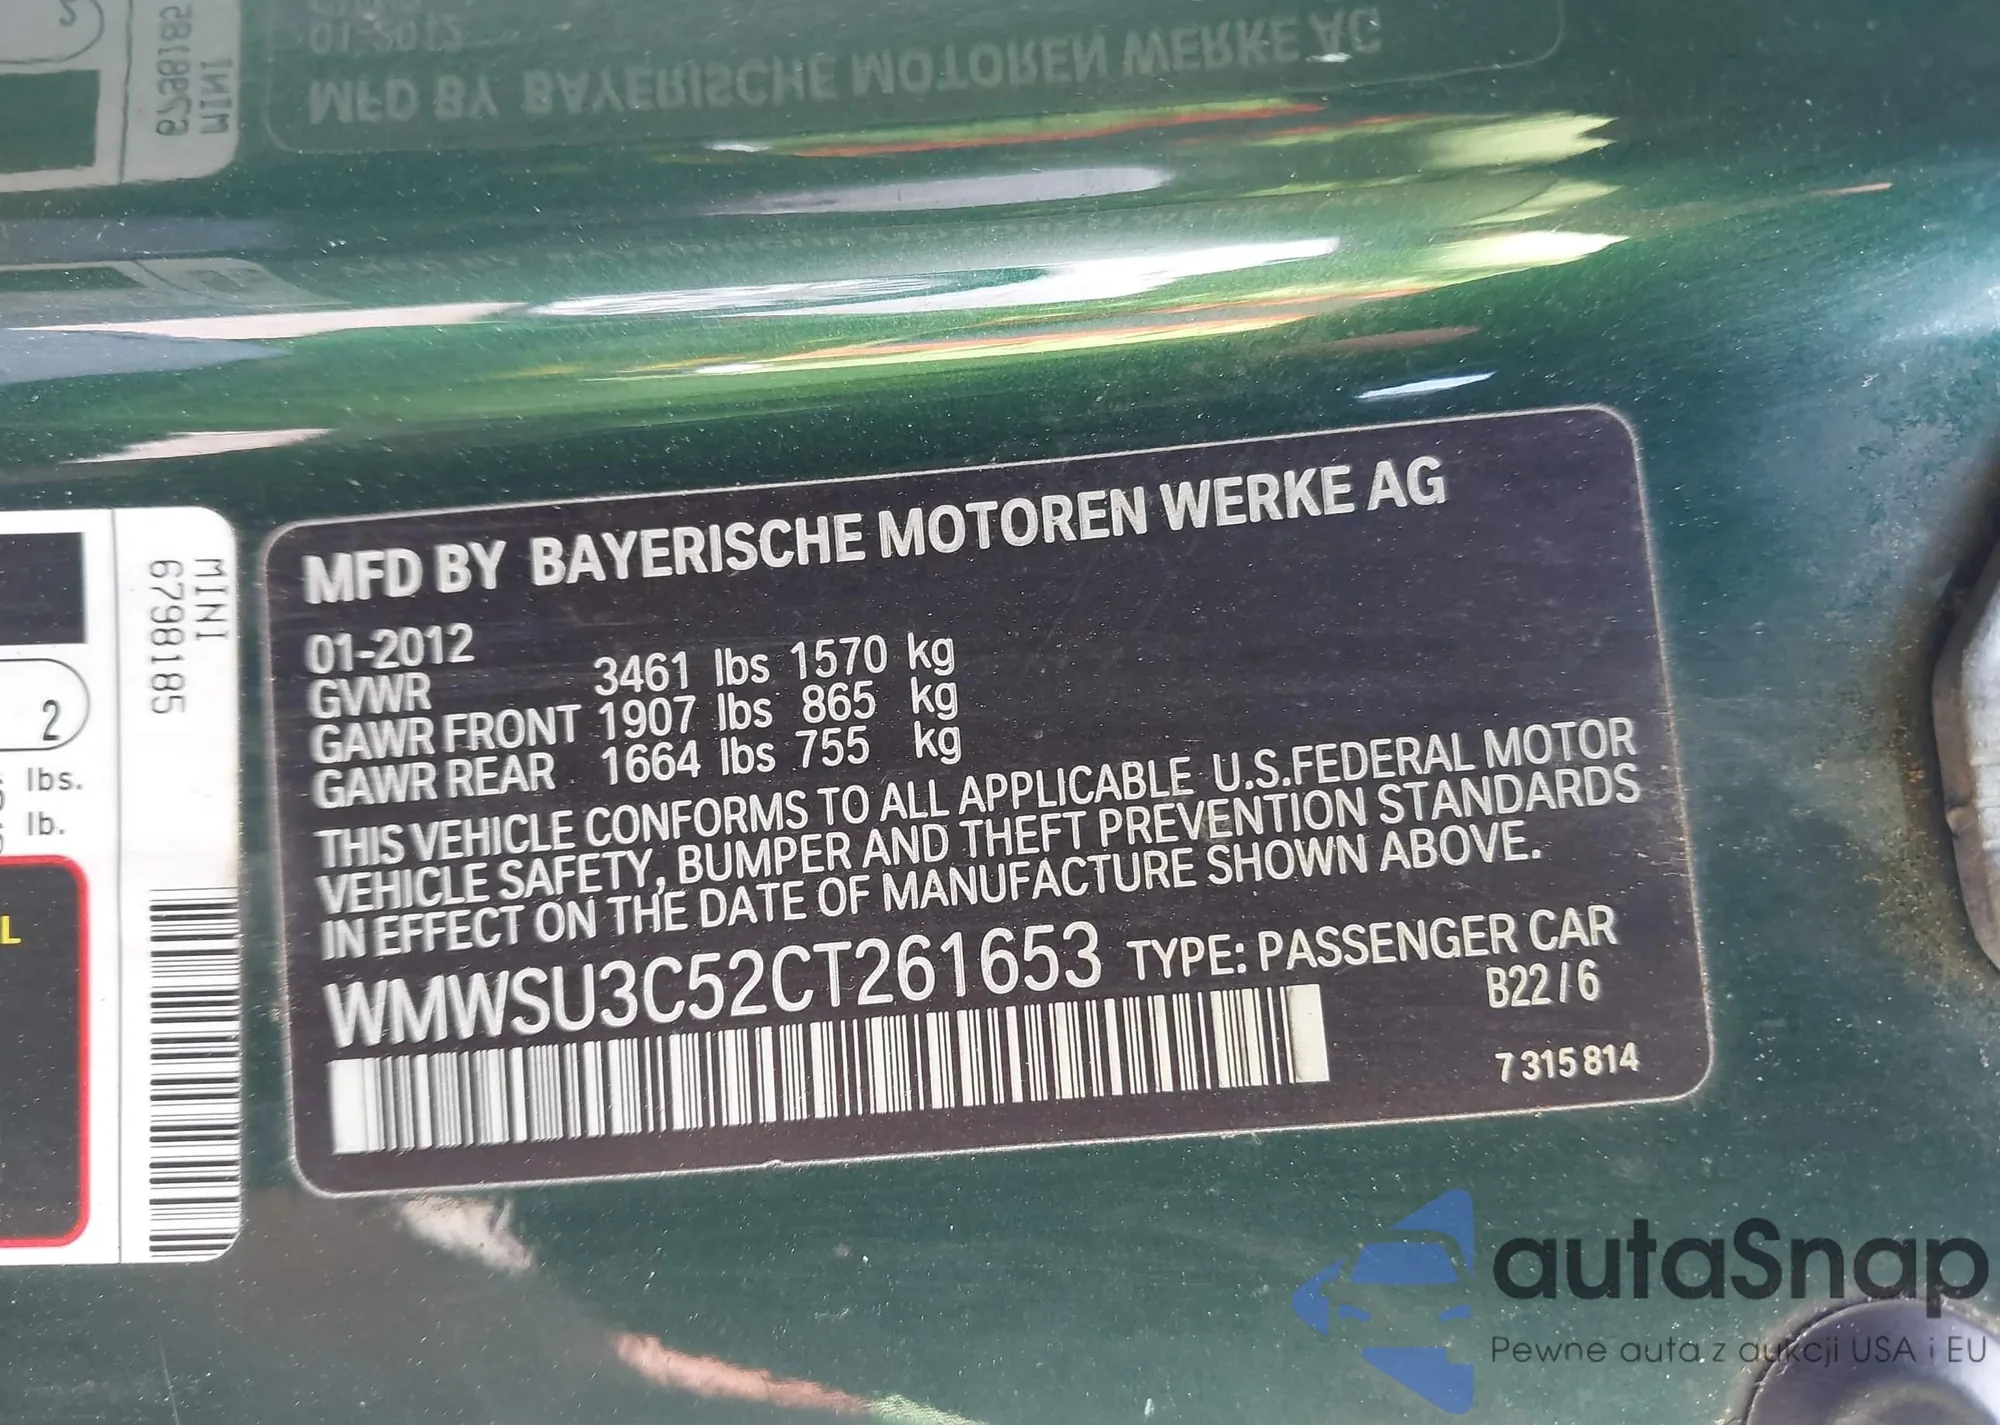 MFD BY BAYERISCHE MOTOREN WERKE AG
01-2012
GVWR 3461 lbs 1570 kg
GAWR FRONT 1907 lbs 865 kg
GAWR REAR 1664 lbs 755 kg
THIS VEHICLE CONFORMS TO ALL APPLICABLE U.S.FEDERAL MOTOR
VEHICLE SAFETY, BUMPER AND THEFT PREVENTION STANDARDS
IN EFFECT ON THE DATE OF MANUFACTURE SHOWN ABOVE.
WMWSU3C52CT261653 TYPE: PASSENGER CAR
B22/6
7 315 814
MINI
6798185
2
lbs.
lb.
L
autaSnap
Pewne auta z aukcji USA i EU